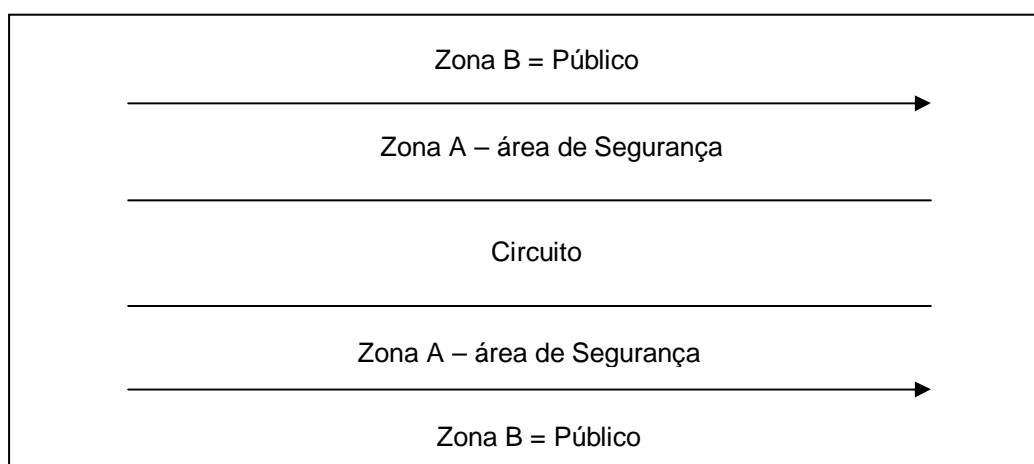 Zona B = Público
Zona A – área de Segurança
Circuito
Zona A – área de Segurança
Zona B = Público